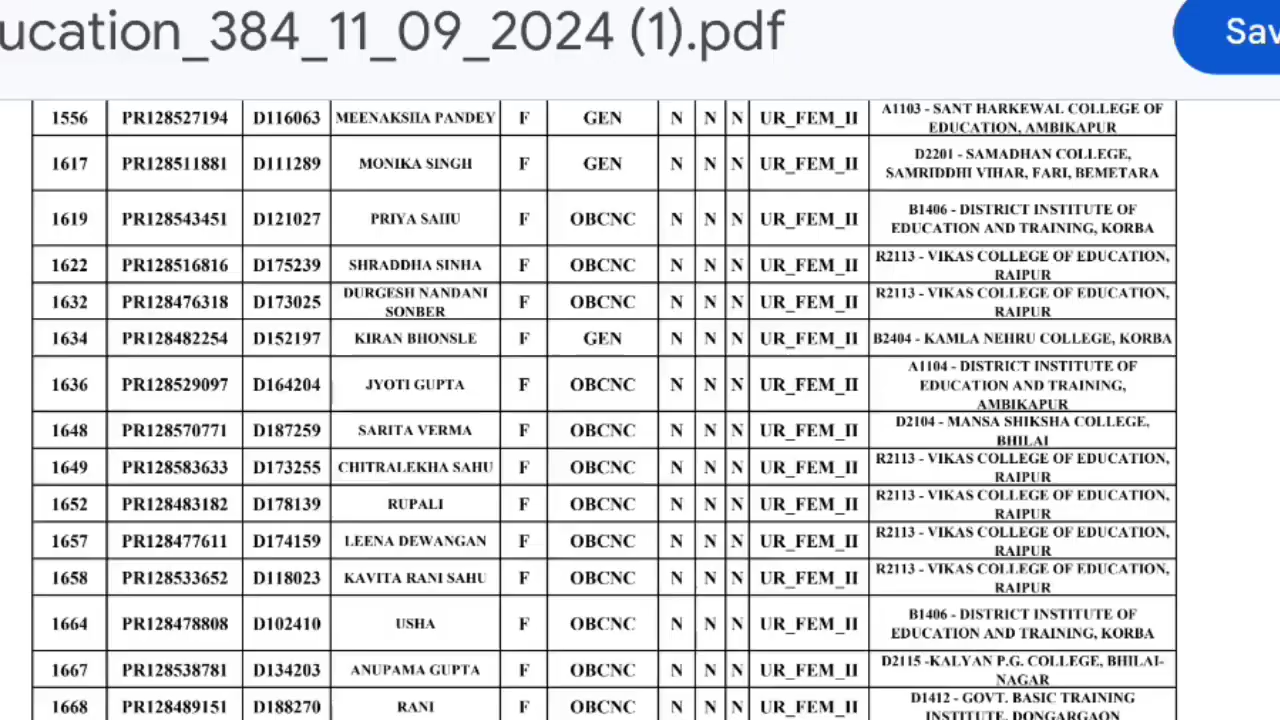 ucation_384_11_09_2024 (1).pdf
Sav
1556 PR128527194 D116063 MEENAKSHA PANDEY F GEN N N N UR_FEM_II A1103 - SANT HARKEWAL COLLEGE OF
EDUCATION, AMBIKAPUR
1617 PR128511881 D111289 MONIKA SINGH F GEN N N N UR_FEM_II D2201 - SAMADHAN COLLEGE,
SAMRIDDHI VIHAR, FARI, BEMETARA
1619 PR128543451 D121027 PRIYA SAHU F OBCNC N N N UR_FEM_II B1406 - DISTRICT INSTITUTE OF
EDUCATION AND TRAINING, KORBA
1622 PR128516816 D175239 SHRADDHA SINHA F OBCNC N N N UR_FEM_II R2113 - VIKAS COLLEGE OF EDUCATION,
RAIPUR
1632 PR128476318 D173025 DURGESH NANDANI
SONBER F OBCNC N N N UR_FEM_II R2113 - VIKAS COLLEGE OF EDUCATION,
RAIPUR
1634 PR128482254 D152197 KIRAN BHONSLE F GEN N N N UR_FEM_II B2404 - KAMLA NEHRU COLLEGE, KORBA
1636 PR128529097 D164204 JYOTI GUPTA F OBCNC N N N UR_FEM_II A1104 - DISTRICT INSTITUTE OF
EDUCATION AND TRAINING,
AMBIKAPUR
1648 PR128570771 D187259 SARITA VERMA F OBCNC N N N UR_FEM_II D2104 - MANSA SHIKSHA COLLEGE,
BHILAI
1649 PR128583633 D173255 CHITRALEKHA SAHU F OBCNC N N N UR_FEM_II R2113 - VIKAS COLLEGE OF EDUCATION,
RAIPUR
1652 PR128483182 D178139 RUPALI F OBCNC N N N UR_FEM_II R2113 - VIKAS COLLEGE OF EDUCATION,
RAIPUR
1657 PR128477611 D174159 LEENA DEWANGAN F OBCNC N N N UR_FEM_II R2113 - VIKAS COLLEGE OF EDUCATION,
RAIPUR
1658 PR128533652 D118023 KAVITA RANI SAHU F OBCNC N N N UR_FEM_II R2113 - VIKAS COLLEGE OF EDUCATION,
RAIPUR
1664 PR128478808 D102410 USHA F OBCNC N N N UR_FEM_II B1406 - DISTRICT INSTITUTE OF
EDUCATION AND TRAINING, KORBA
1667 PR128538781 D134203 ANUPAMA GUPTA F OBCNC N N N UR_FEM_II D2115 -KALYAN P.G. COLLEGE, BHILAI-
NAGAR
1668 PR128489151 D188270 RANI F OBCNC N N N UR_FEM_II D1412 - GOVT. BASIC TRAINING
INSTITUTE, DONGARGAON